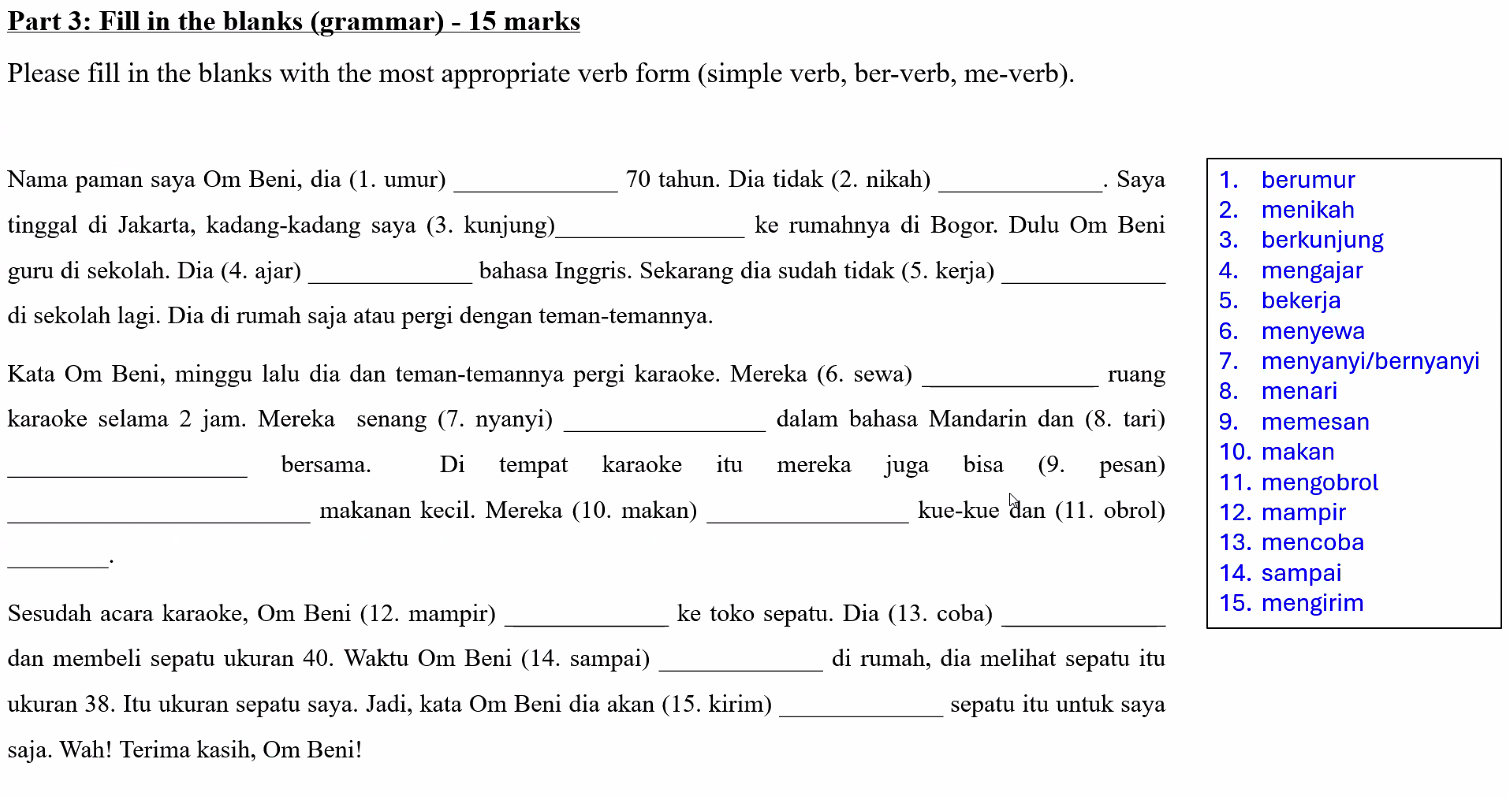 Part 3: Fill in the blanks (grammar) - 15 marks
Please fill in the blanks with the most appropriate verb form (simple verb, ber-verb, me-verb).
Nama paman saya Om Beni, dia (1. umur) _____________ 70 tahun. Dia tidak (2. nikah) _____________. Saya
tinggal di Jakarta, kadang-kadang saya (3. kunjung)_______________ ke rumahnya di Bogor. Dulu Om Beni
guru di sekolah. Dia (4. ajar) _____________ bahasa Inggris. Sekarang dia sudah tidak (5. kerja) _____________
di sekolah lagi. Dia di rumah saja atau pergi dengan teman-temannya.
Kata Om Beni, minggu lalu dia dan teman-temannya pergi karaoke. Mereka (6. sewa) ______________ ruang
karaoke selama 2 jam. Mereka senang (7. nyanyi) ________________ dalam bahasa Mandarin dan (8. tari)
___________________ bersama. Di tempat karaoke itu mereka juga bisa (9. pesan)
________________________ makanan kecil. Mereka (10. makan) ________________ kue-kue dan (11. obrol)
________.
Sesudah acara karaoke, Om Beni (12. mampir) _____________ ke toko sepatu. Dia (13. coba) _____________
dan membeli sepatu ukuran 40. Waktu Om Beni (14. sampai) _____________ di rumah, dia melihat sepatu itu
ukuran 38. Itu ukuran sepatu saya. Jadi, kata Om Beni dia akan (15. kirim) _____________ sepatu itu untuk saya
saja. Wah! Terima kasih, Om Beni!
1. berumur
2. menikah
3. berkunjung
4. mengajar
5. bekerja
6. menyewa
7. menyanyi/bernyanyi
8. menari
9. memesan
10. makan
11. mengobrol
12. mampir
13. mencoba
14. sampai
15. mengirim